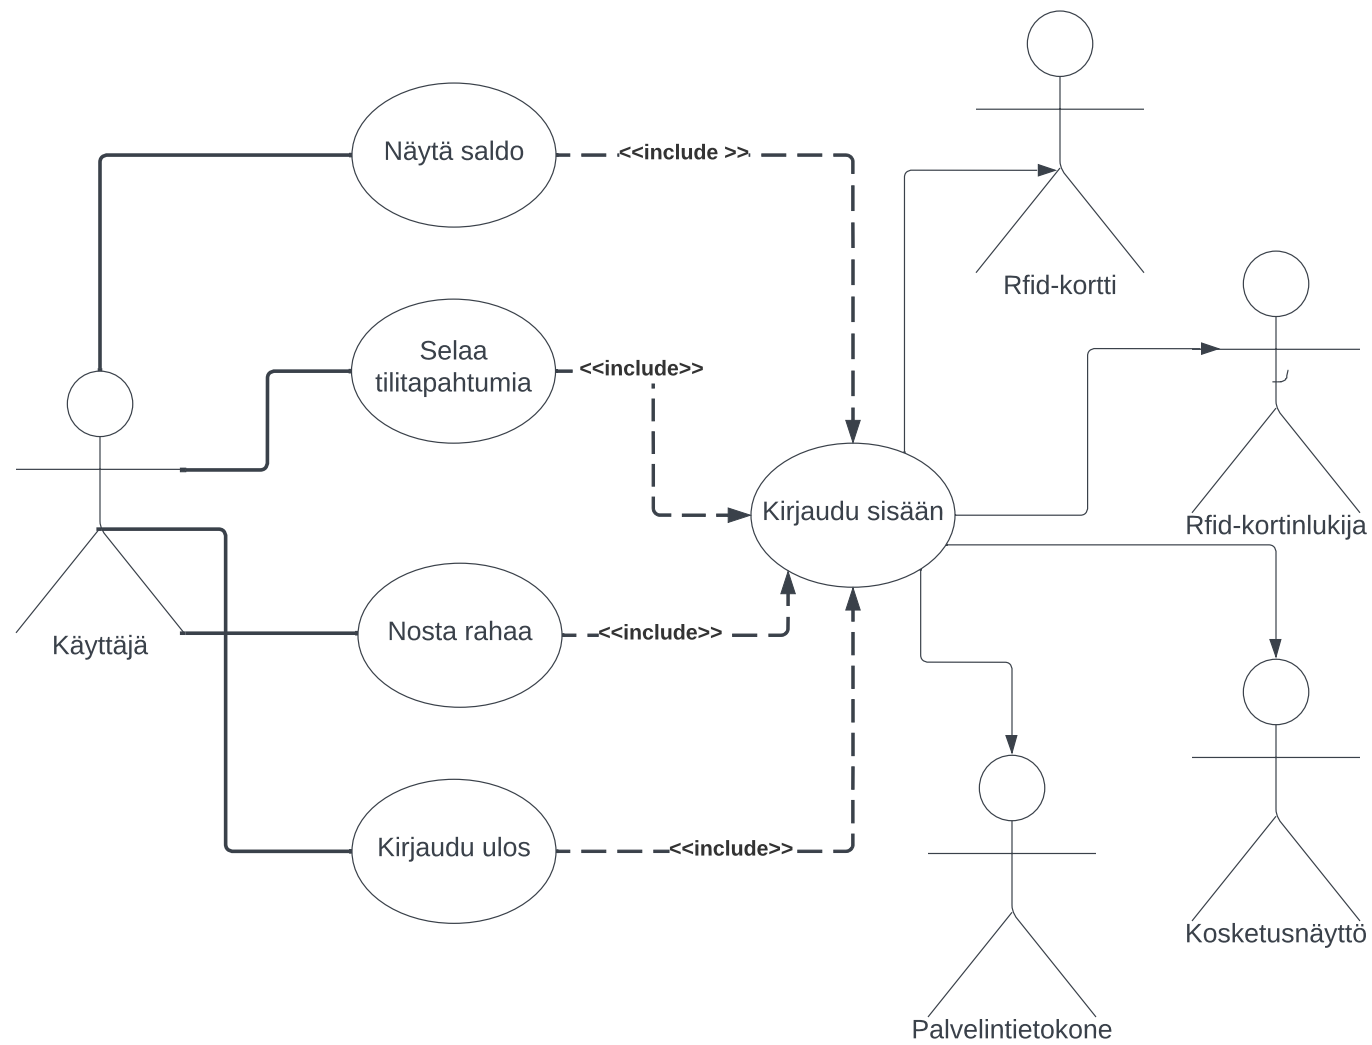 Näytä saldo
<<include >>
Rfid-kortti
Selaa
tilitapahtumia
<<include>>
Kirjaudu sisään
Rfid-kortinlukija
Käyttäjä
Nosta rahaa
<<include>>
Kirjaudu ulos
<<include>>
Kosketusnäyttö
Palvelintietokone